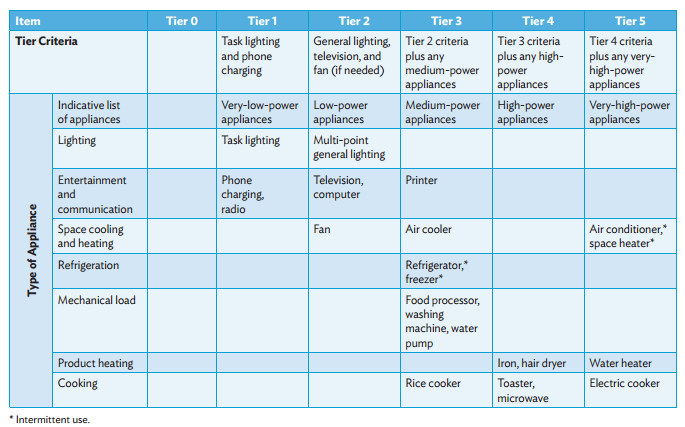 Item Tier 0 Tier 1 Tier 2 Tier 3 Tier 4 Tier 5
Tier Criteria
Task lighting
and phone
charging
General lighting,
television, and
fan (if needed)
Tier 2 criteria
plus any
medium-power
appliances
Tier 3 criteria
plus any high-
power
appliances
Tier 4 criteria
plus any very-
high-power
appliances
Type of Appliance
Indicative list
of appliances
Very-low-power
appliances
Low-power
appliances
Medium-power
appliances
High-power
appliances
Very-high-power
appliances
Lighting
Task lighting
Multi-point
general lighting
Entertainment
and
communication
Phone
charging,
radio
Television,
computer
Printer
Space cooling
and heating
Fan
Air cooler
Air conditioner,*
space heater*
Refrigeration
Refrigerator,*
freezer*
Mechanical load
Food processor,
washing
machine, water
pump
Product heating
Iron, hair dryer
Water heater
Cooking
Rice cooker
Toaster,
microwave
Electric cooker
* Intermittent use.